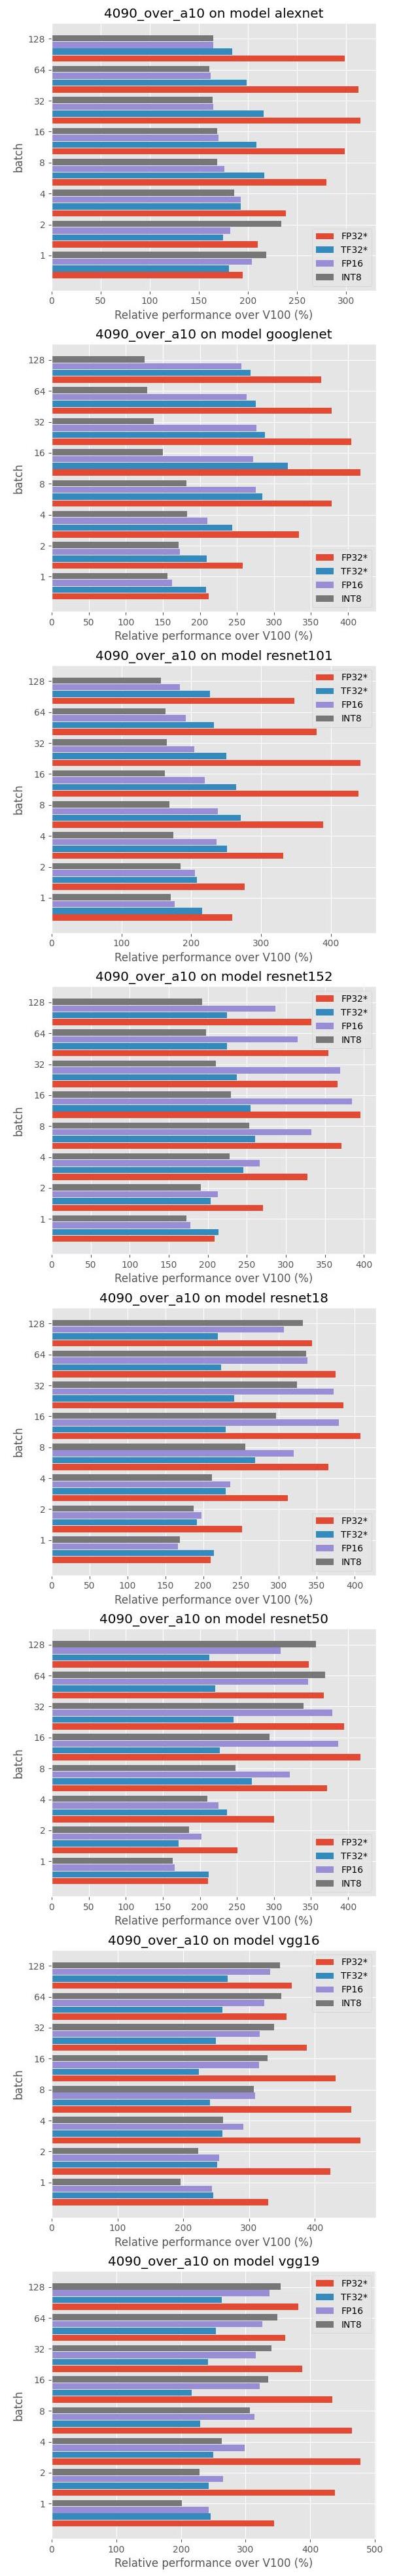 4090_over_a10 on model alexnet
128
64
32
16
8
4
2
1
batch
FP32*
TF32*
FP16
INT8
0 50 100 150 200 250 300
Relative performance over V100 (%)
4090_over_a10 on model googlenet
128
64
32
16
8
4
2
1
batch
FP32*
TF32*
FP16
INT8
0 50 100 150 200 250 300 350 400
Relative performance over V100 (%)
4090_over_a10 on model resnet101
FP32*
TF32*
FP16
INT8
128
64
32
16
8
4
2
1
batch
0 100 200 300 400
Relative performance over V100 (%)
4090_over_a10 on model resnet152
FP32*
TF32*
FP16
INT8
128
64
32
16
8
4
2
1
batch
0 50 100 150 200 250 300 350 400
Relative performance over V100 (%)
4090_over_a10 on model resnet18
128
64
32
16
8
4
2
1
batch
FP32*
TF32*
FP16
INT8
0 50 100 150 200 250 300 350 400
Relative performance over V100 (%)
4090_over_a10 on model resnet50
128
64
32
16
8
4
2
1
batch
FP32*
TF32*
FP16
INT8
0 50 100 150 200 250 300 350 400
Relative performance over V100 (%)
4090_over_a10 on model vgg16
FP32*
TF32*
FP16
INT8
128
64
32
16
8
4
2
1
batch
0 100 200 300 400
Relative performance over V100 (%)
4090_over_a10 on model vgg19
FP32*
TF32*
FP16
INT8
128
64
32
16
8
4
2
1
batch
0 100 200 300 400 500
Relative performance over V100 (%)